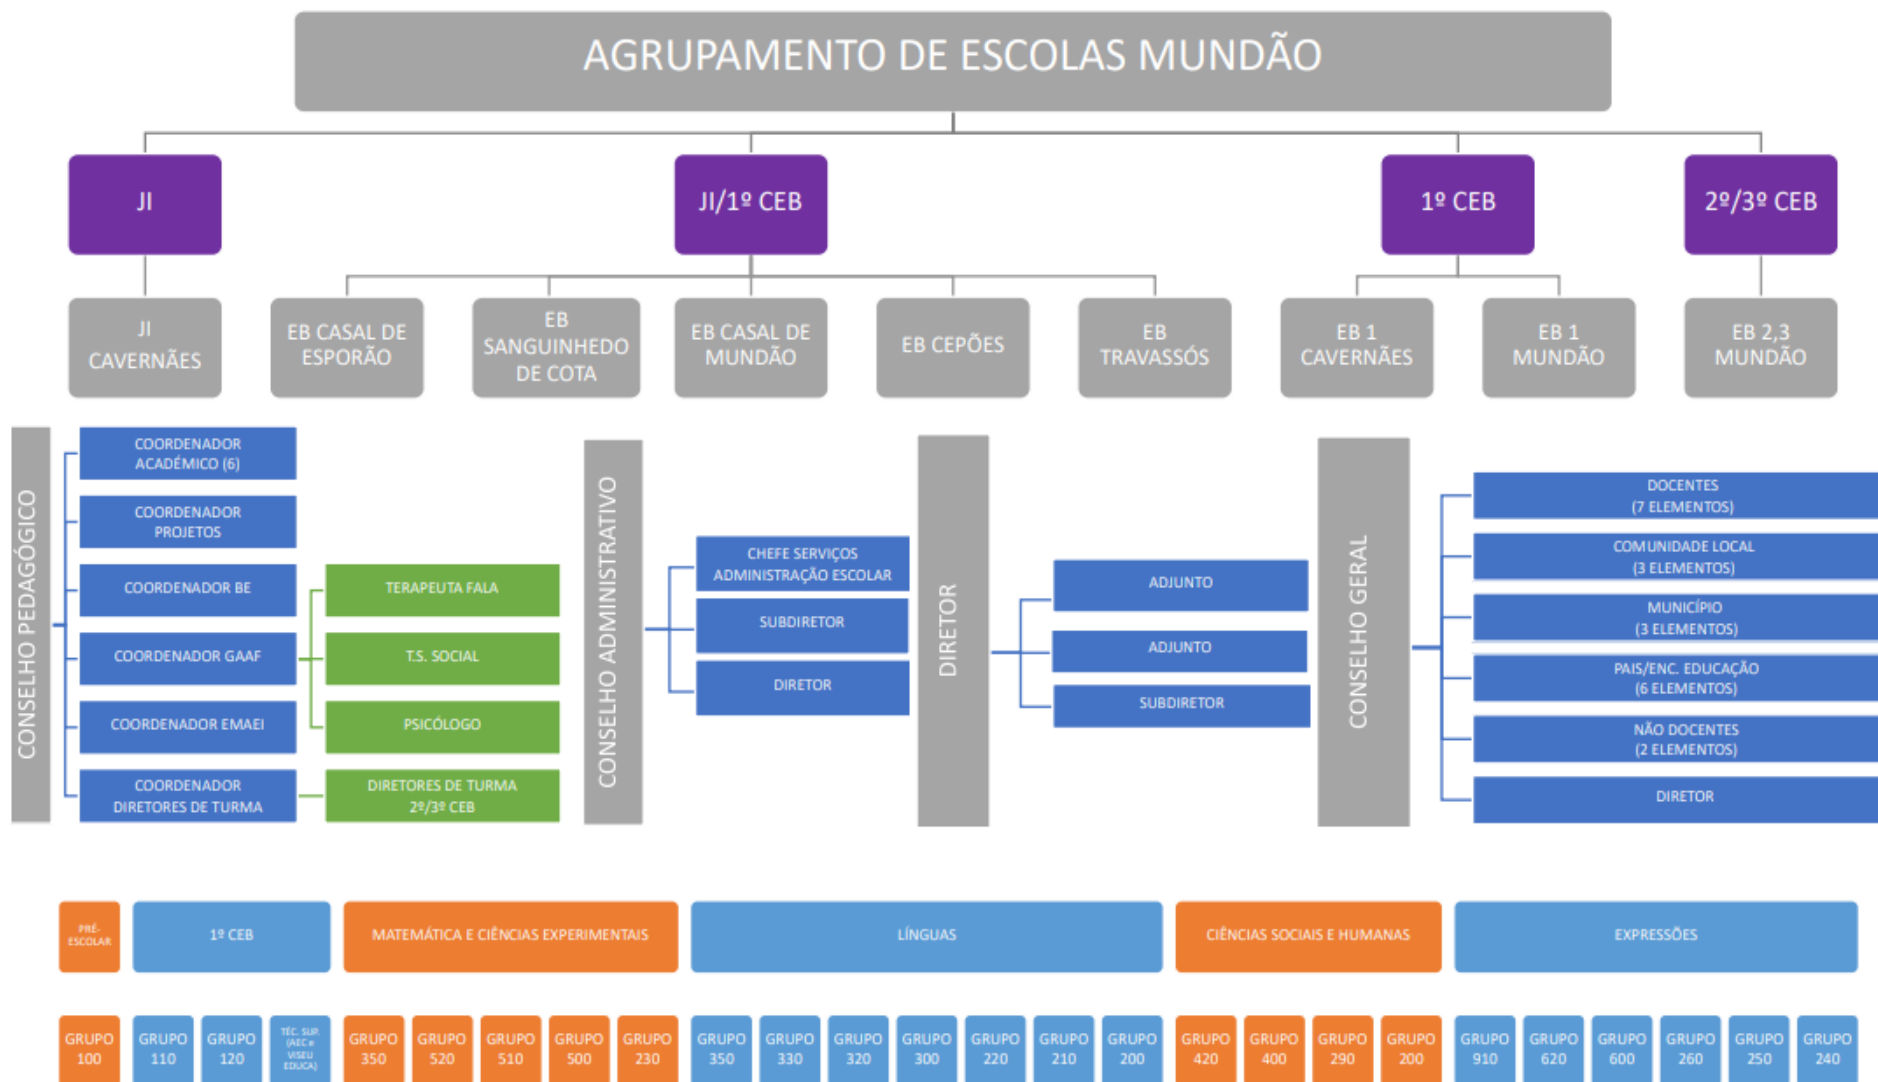 AGRUPAMENTO DE ESCOLAS MUNDÃO
JI
JI/1º CEB
1º CEB
2º/3º CEB
JI
CAVERNÃES
EB CASAL DE
ESPORÃO
EB
SANGUINHEDO
DE COTA
EB CASAL DE
MUNDÃO
EB CEPÕES
EB
TRAVASSÓS
EB 1
CAVERNÃES
EB 1
MUNDÃO
EB 2,3
MUNDÃO
CONSELHO PEDAGÓGICO
COORDENADOR
ACADÉMICO (6)
COORDENADOR
PROJETOS
COORDENADOR BE
COORDENADOR GAAF
COORDENADOR EMAEI
COORDENADOR
DIRETORES DE TURMA
TERAPEUTA FALA
T.S. SOCIAL
PSICÓLOGO
DIRETORES DE TURMA
2º/3º CEB
CONSELHO ADMINISTRATIVO
CHEFE SERVIÇOS
ADMINISTRAÇÃO ESCOLAR
SUBDIRETOR
DIRETOR
DIRETOR
ADJUNTO
ADJUNTO
SUBDIRETOR
CONSELHO GERAL
DOCENTES
(7 ELEMENTOS)
COMUNIDADE LOCAL
(3 ELEMENTOS)
MUNICÍPIO
(3 ELEMENTOS)
PAIS/ENC. EDUCAÇÃO
(6 ELEMENTOS)
NÃO DOCENTES
(2 ELEMENTOS)
DIRETOR
PRÉ-
ESCOLAR
1º CEB
MATEMÁTICA E CIÊNCIAS EXPERIMENTAIS
LÍNGUAS
CIÊNCIAS SOCIAIS E HUMANAS
EXPRESSÕES
GRUPO
100
GRUPO
110
GRUPO
120
TÉC. SUP.
(AEC e
VISEU
EDUCA)
GRUPO
350
GRUPO
520
GRUPO
510
GRUPO
500
GRUPO
230
GRUPO
350
GRUPO
330
GRUPO
320
GRUPO
300
GRUPO
220
GRUPO
210
GRUPO
200
GRUPO
420
GRUPO
400
GRUPO
290
GRUPO
200
GRUPO
910
GRUPO
620
GRUPO
600
GRUPO
260
GRUPO
250
GRUPO
240